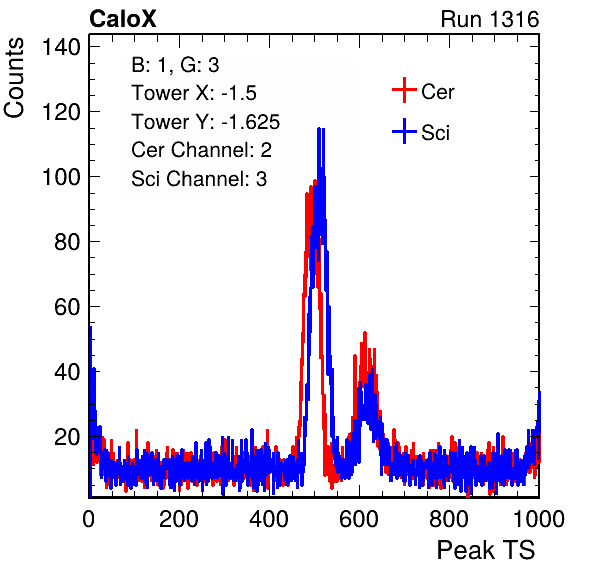 CaloX
Run 1316
Counts
140
120
100
80
60
40
20
B: 1, G: 3
Tower X: -1.5
Tower Y: -1.625
Cer Channel: 2
Sci Channel: 3
Cer
Sci
0
200
400
600
800
1000
Peak TS